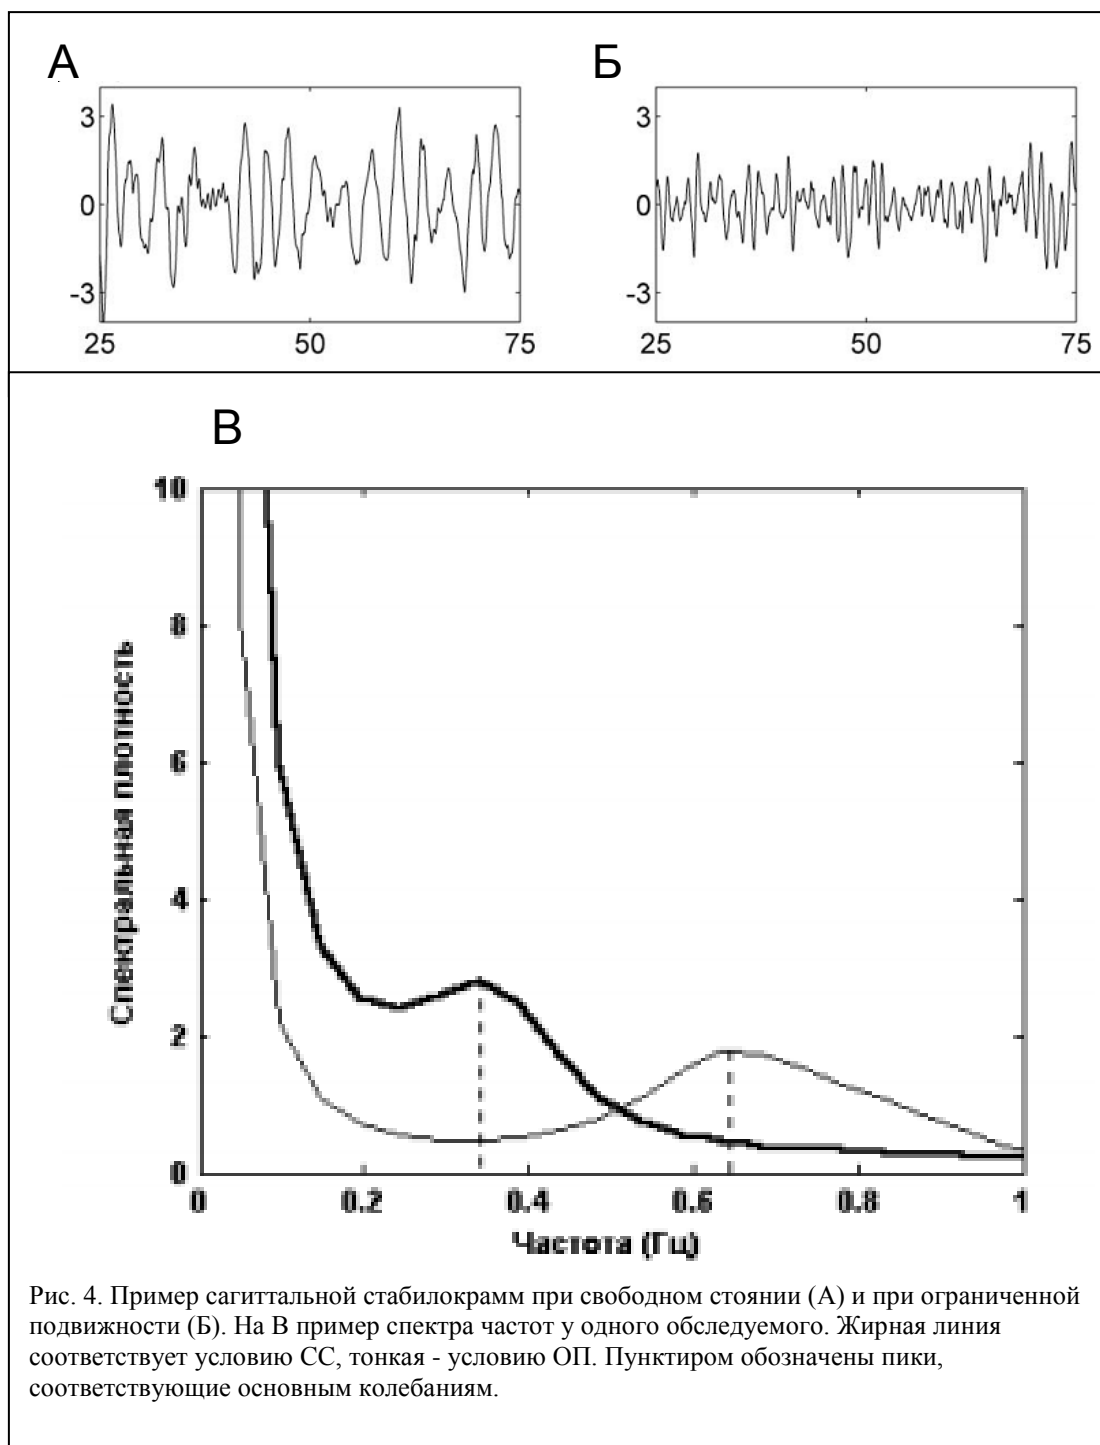 А Б
3 3
0 0
-3 -3
25 50 75 25 50 75
В
10
8
6
4
2
0
0 0.2 0.4 0.6 0.8 1
Спектральная плотность
Частота (Гц)
Рис. 4. Пример сагиттальной стабилокрамм при свободном стоянии (А) и при ограниченной
подвижности (Б). На В пример спектра частот у одного обследуемого. Жирная линия
соответствует условию СС, тонкая - условию ОП. Пунктиром обозначены пики,
соответствующие основным колебаниям.